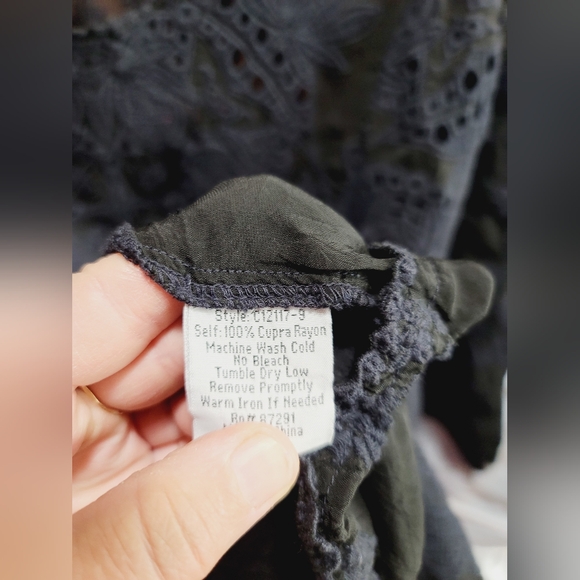 Style: C12117-9
Self: 100% Cupra Rayon
Machine Wash Cold
No Bleach
Tumble Dry Low
Remove Promptly
Warm Iron If Needed
Rn# 87291